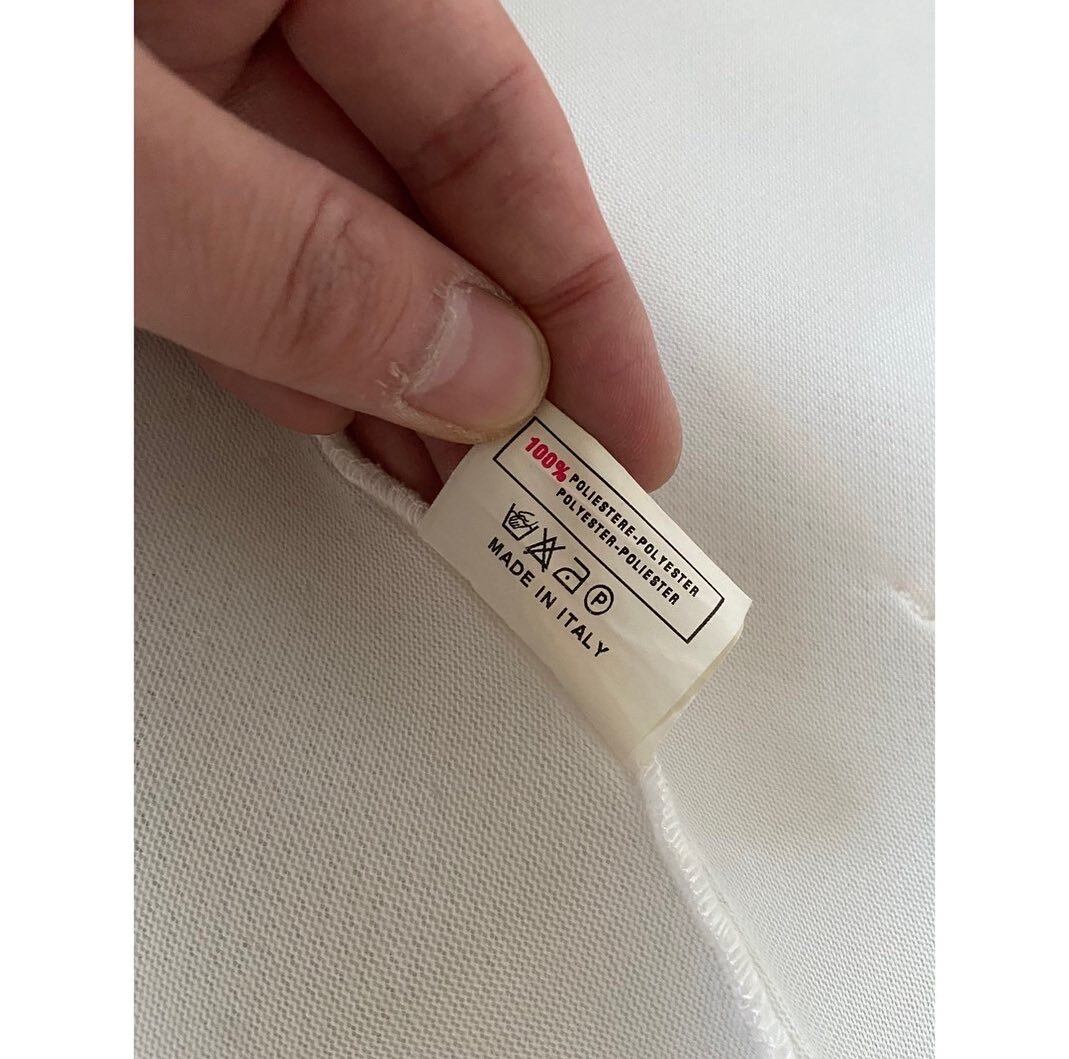 100% POLIESTERE-POLYESTER
POLYESTER-POLIESTER
P
MADE IN ITALY